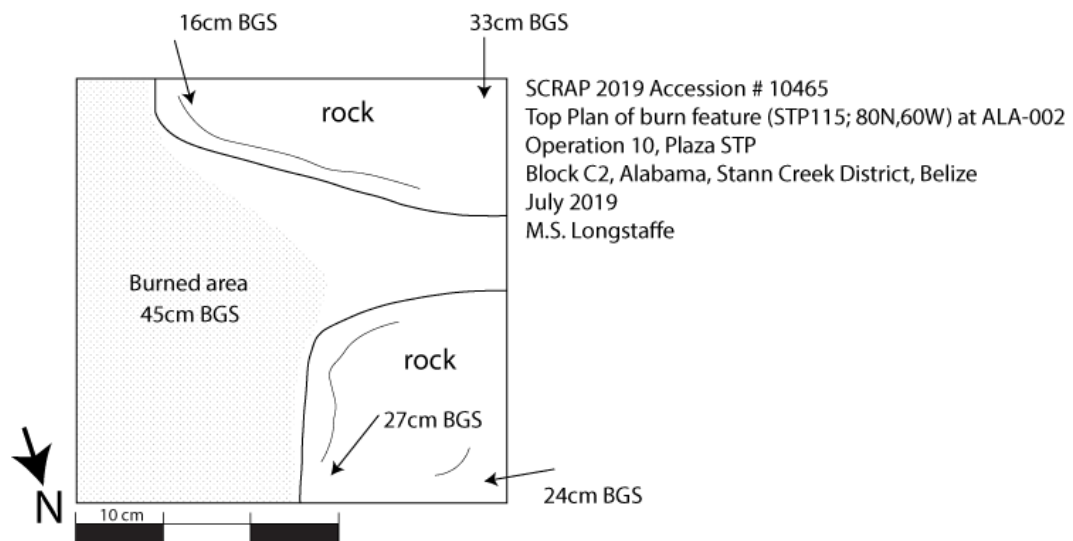 16cm BGS
33cm BGS
rock
SCRAP 2019 Accession # 10465
Top Plan of burn feature (STP115; 80N,60W) at ALA-002
Operation 10, Plaza STP
Block C2, Alabama, Stann Creek District, Belize
July 2019
M.S. Longstaffe
Burned area
45cm BGS
rock
27cm BGS
24cm BGS
N
10 cm